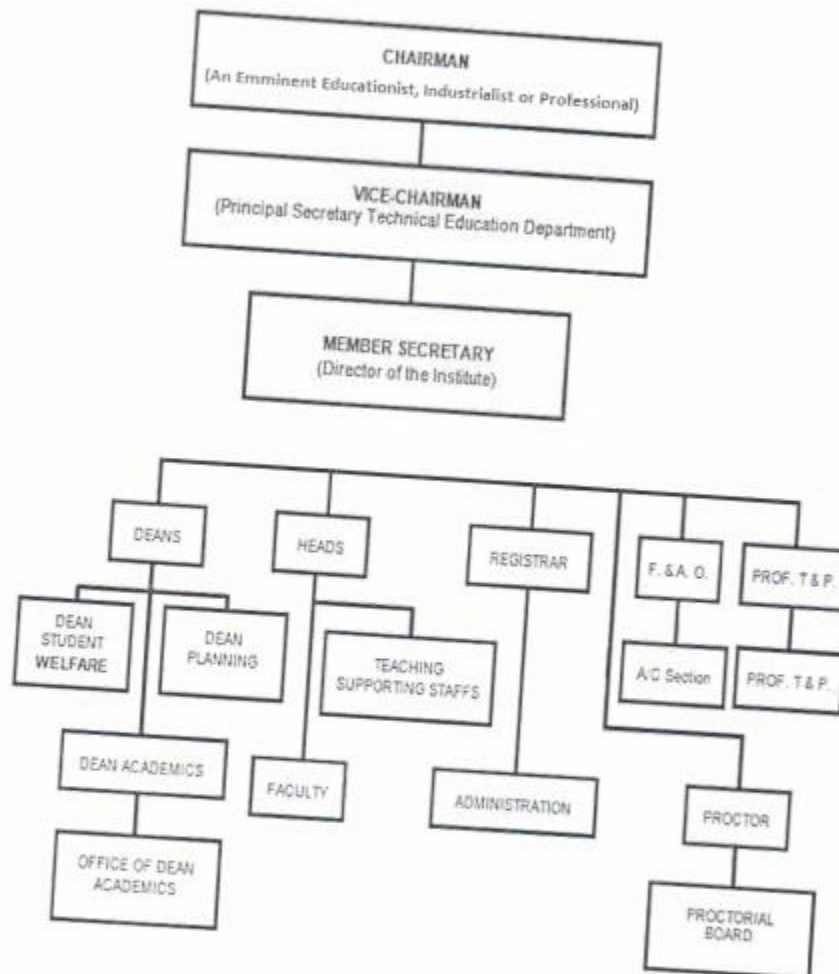 CHAIRMAN
(An Emminent Educationist, Industrialist or Professional)
VICE-CHAIRMAN
(Principal Secretary Technical Education Department)
MEMBER SECRETARY
(Director of the Institute)
DEANS
HEADS
REGISTRAR
F. &A. O.
PROF. T & P.
DEAN
STUDENT
WELFARE
DEAN
PLANNING
TEACHING
SUPPORTING STAFFS
A/C Section
PROF. T & P.
DEAN ACADEMICS
FACULTY
ADMINISTRATION
PROCTOR
OFFICE OF DEAN
ACADEMICS
PROCTORIAL
BOARD